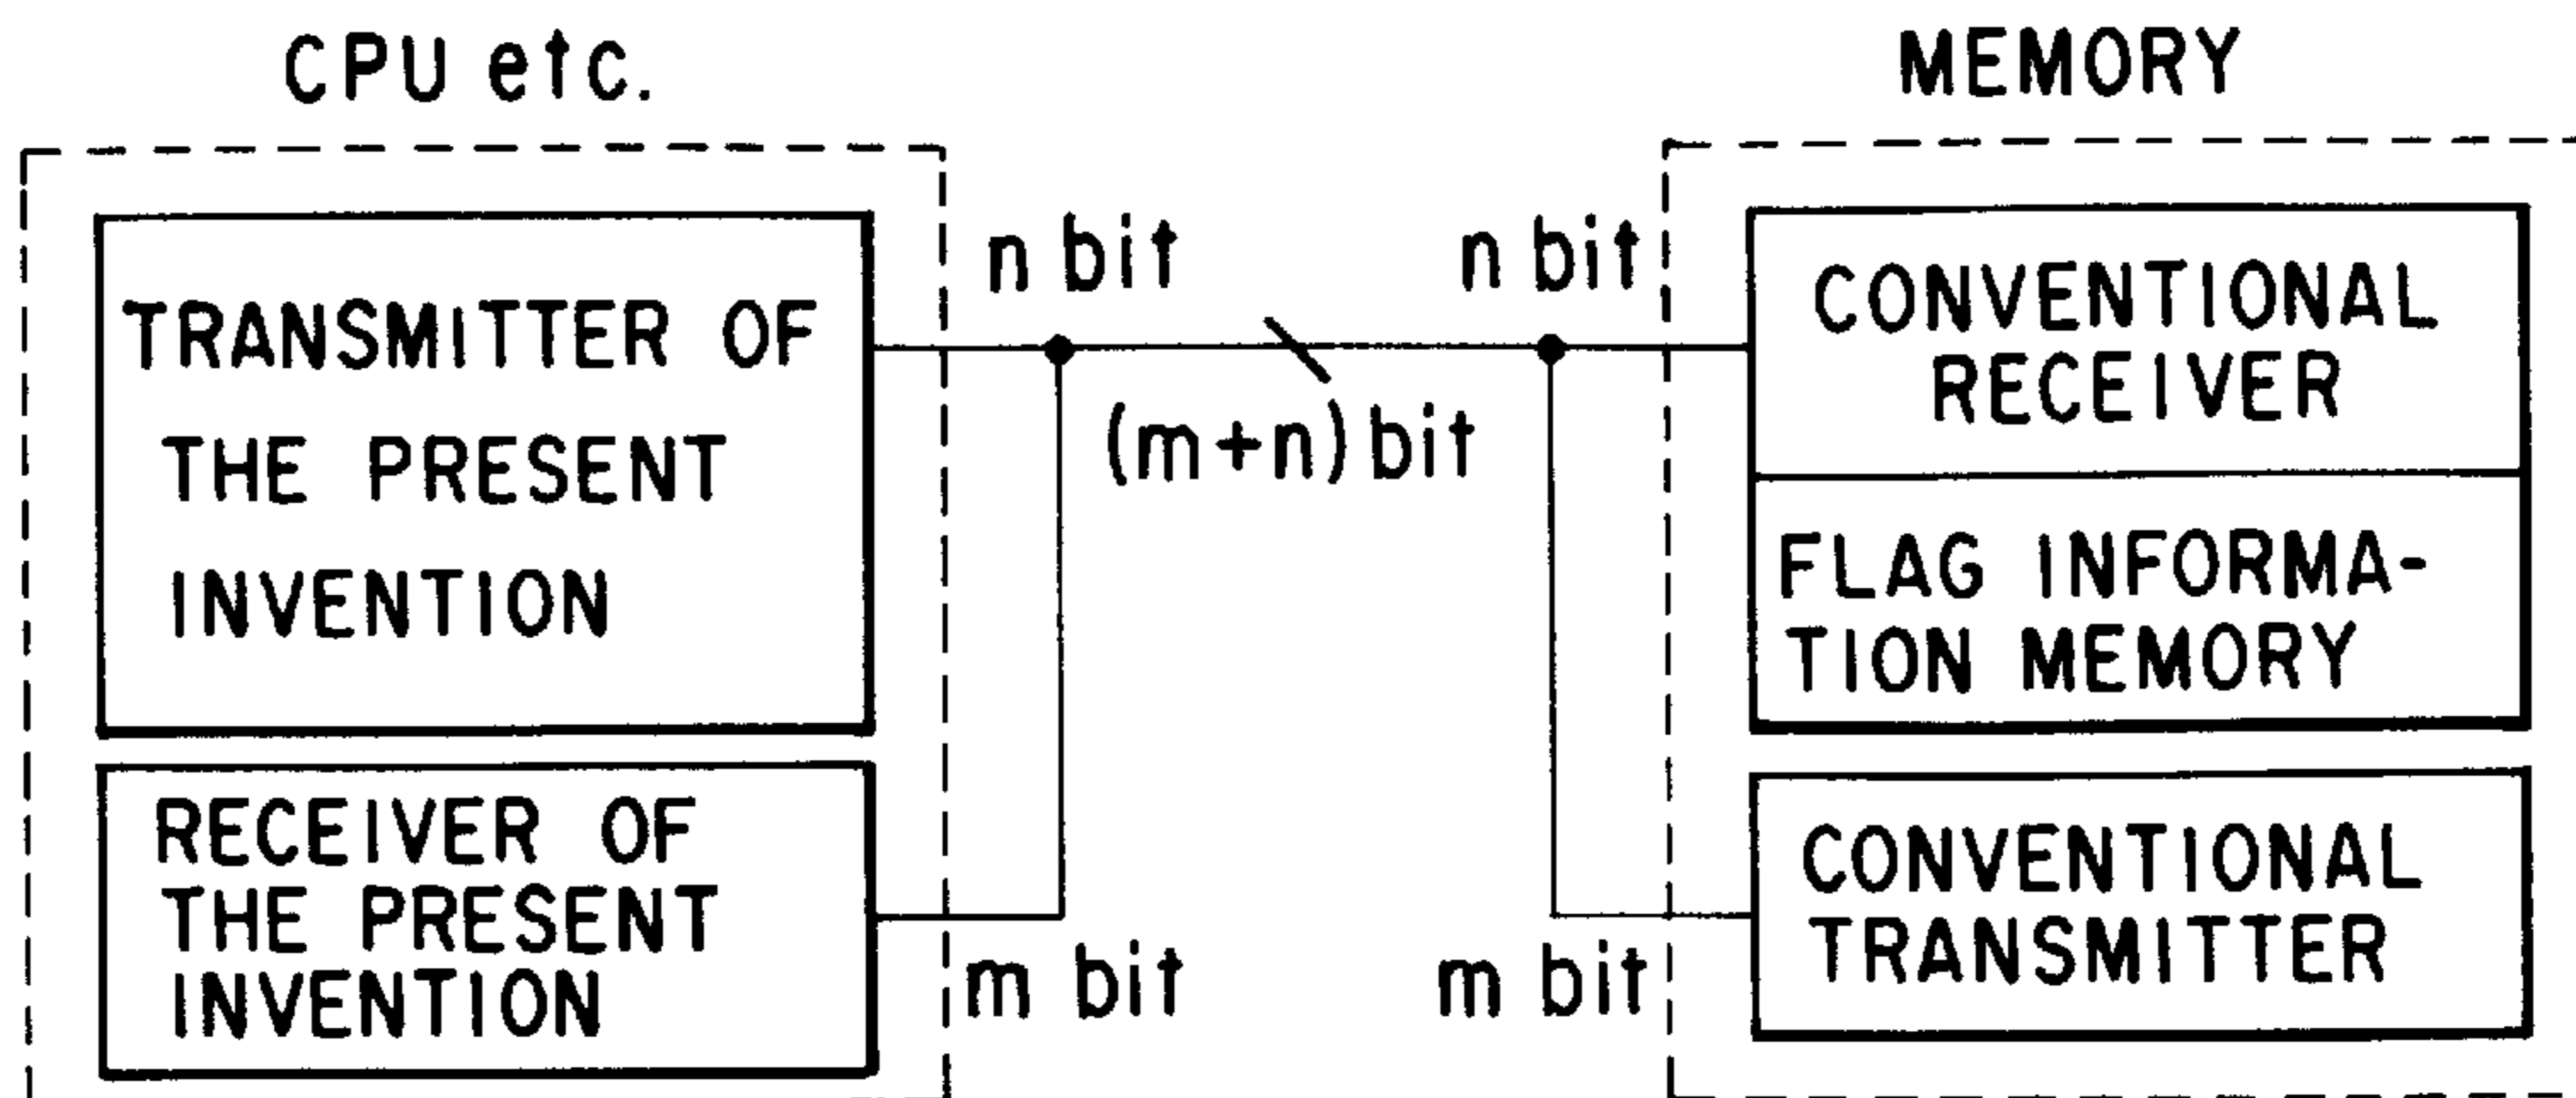 CPU etc.
MEMORY
TRANSMITTER OF
THE PRESENT
INVENTION
n bit
n bit
(m+n) bit
CONVENTIONAL
RECEIVER
FLAG INFORMA-
TION MEMORY
RECEIVER OF
THE PRESENT
INVENTION
m bit
m bit
CONVENTIONAL
TRANSMITTER